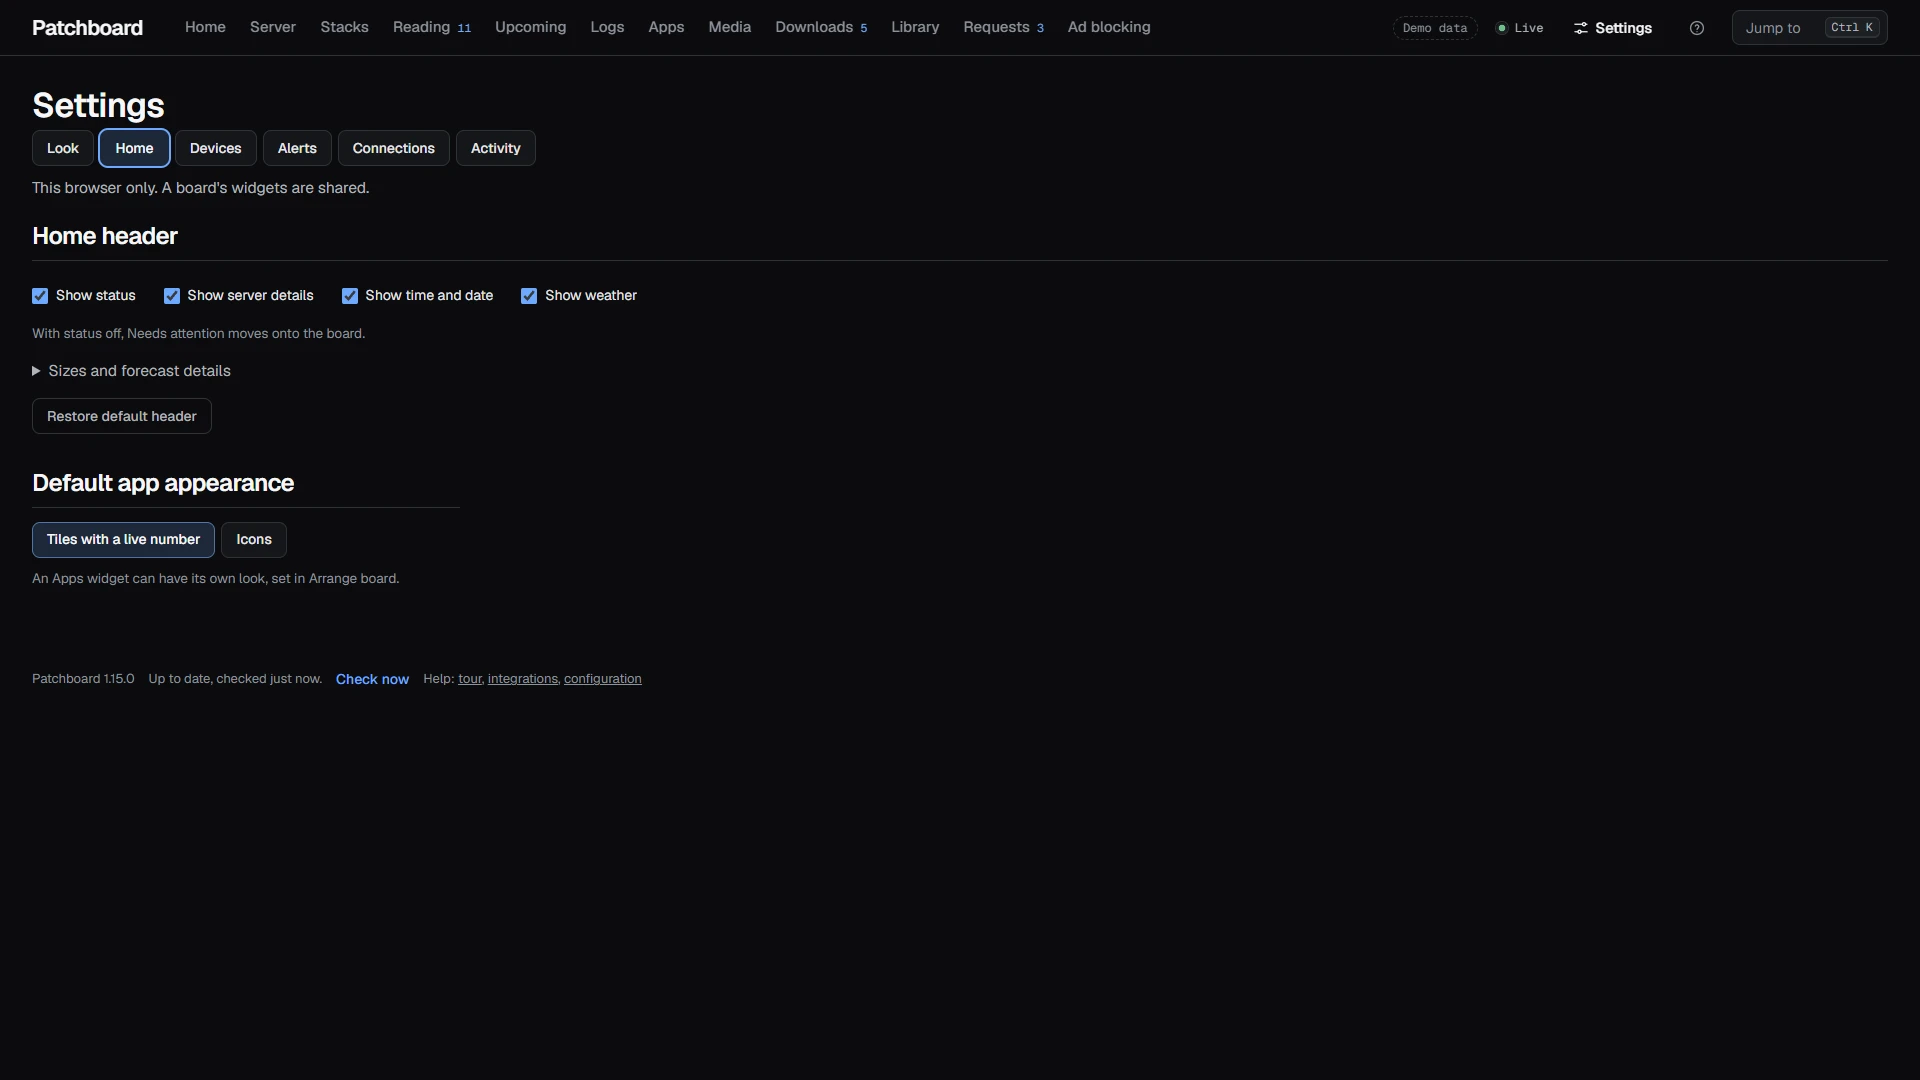 Patchboard Home Server Stacks Reading 11 Upcoming Logs Apps Media Downloads 5 Library Requests 3 Ad blocking Demo data Live Settings Jump to Ctrl K
Settings
Look Home Devices Alerts Connections Activity
This browser only. A board's widgets are shared.
Home header
Show status Show server details Show time and date Show weather
With status off, Needs attention moves onto the board.
Sizes and forecast details
Restore default header
Default app appearance
Tiles with a live number Icons
An Apps widget can have its own look, set in Arrange board.
Patchboard 1.15.0 Up to date, checked just now. Check now Help: tour, integrations, configuration